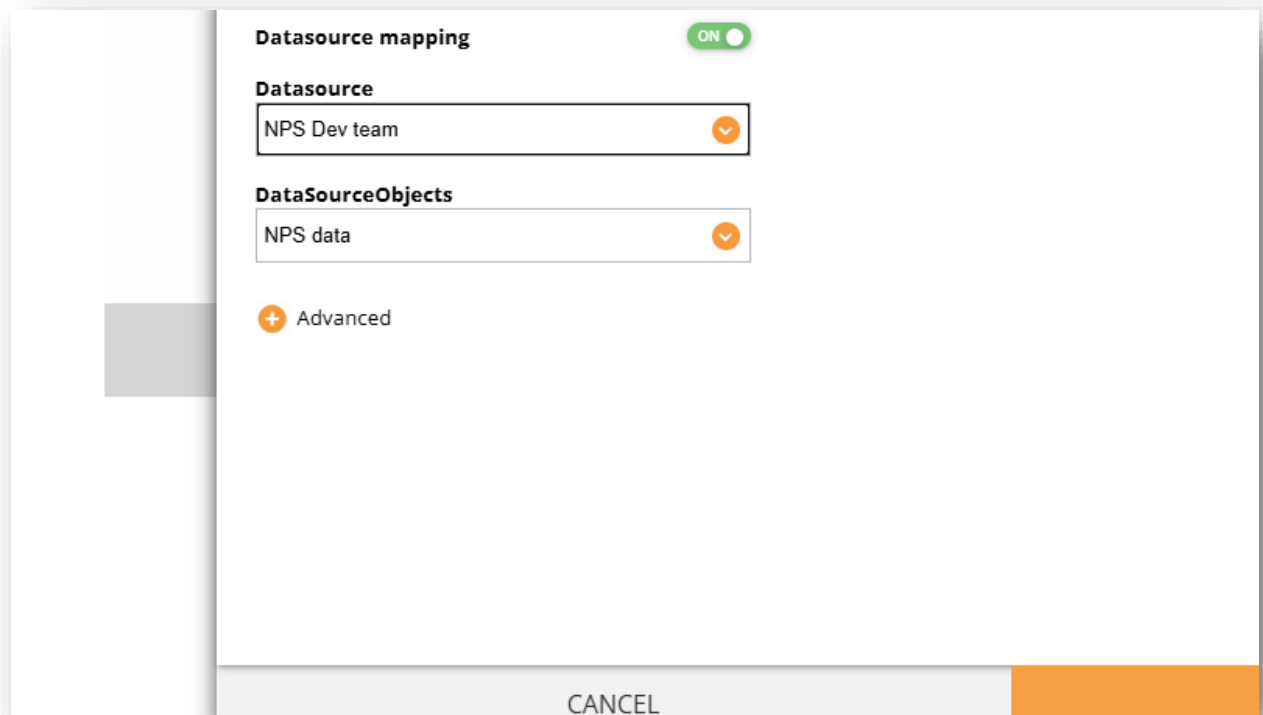 Datasource mapping
ON
Datasource
NPS Dev team
DataSourceObjects
NPS data
Advanced
CANCEL